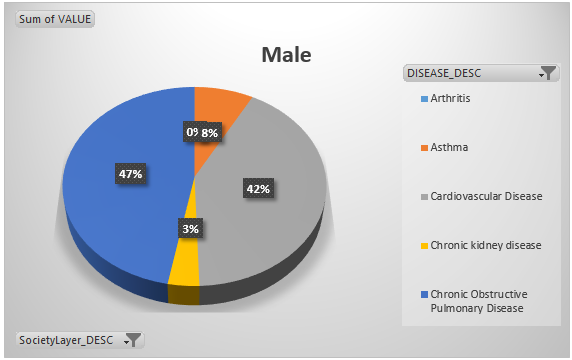 Sum of VALUE
Male
DISEASE_DESC
Arthritis
Asthma
Cardiovascular Disease
Chronic kidney disease
Chronic Obstructive
Pulmonary Disease
0%
8%
47%
42%
3%
SocietyLayer_DESC